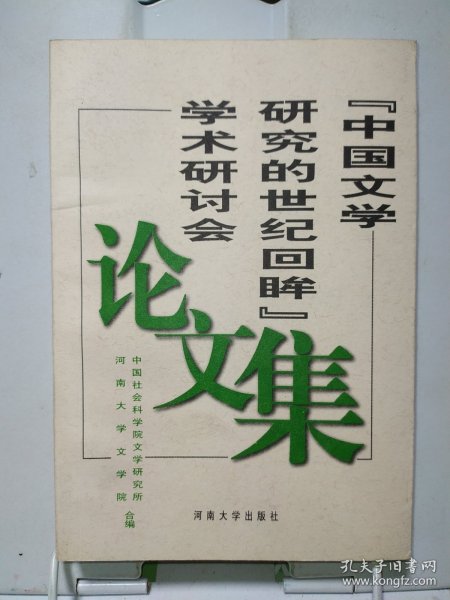 『中国文学
研究的世纪回眸』
学术研讨会
论文集
中国社会科学院文学研究所
河南大学文学院
合编
河南大学出版社
孔夫子旧书网
www.kongfz.com